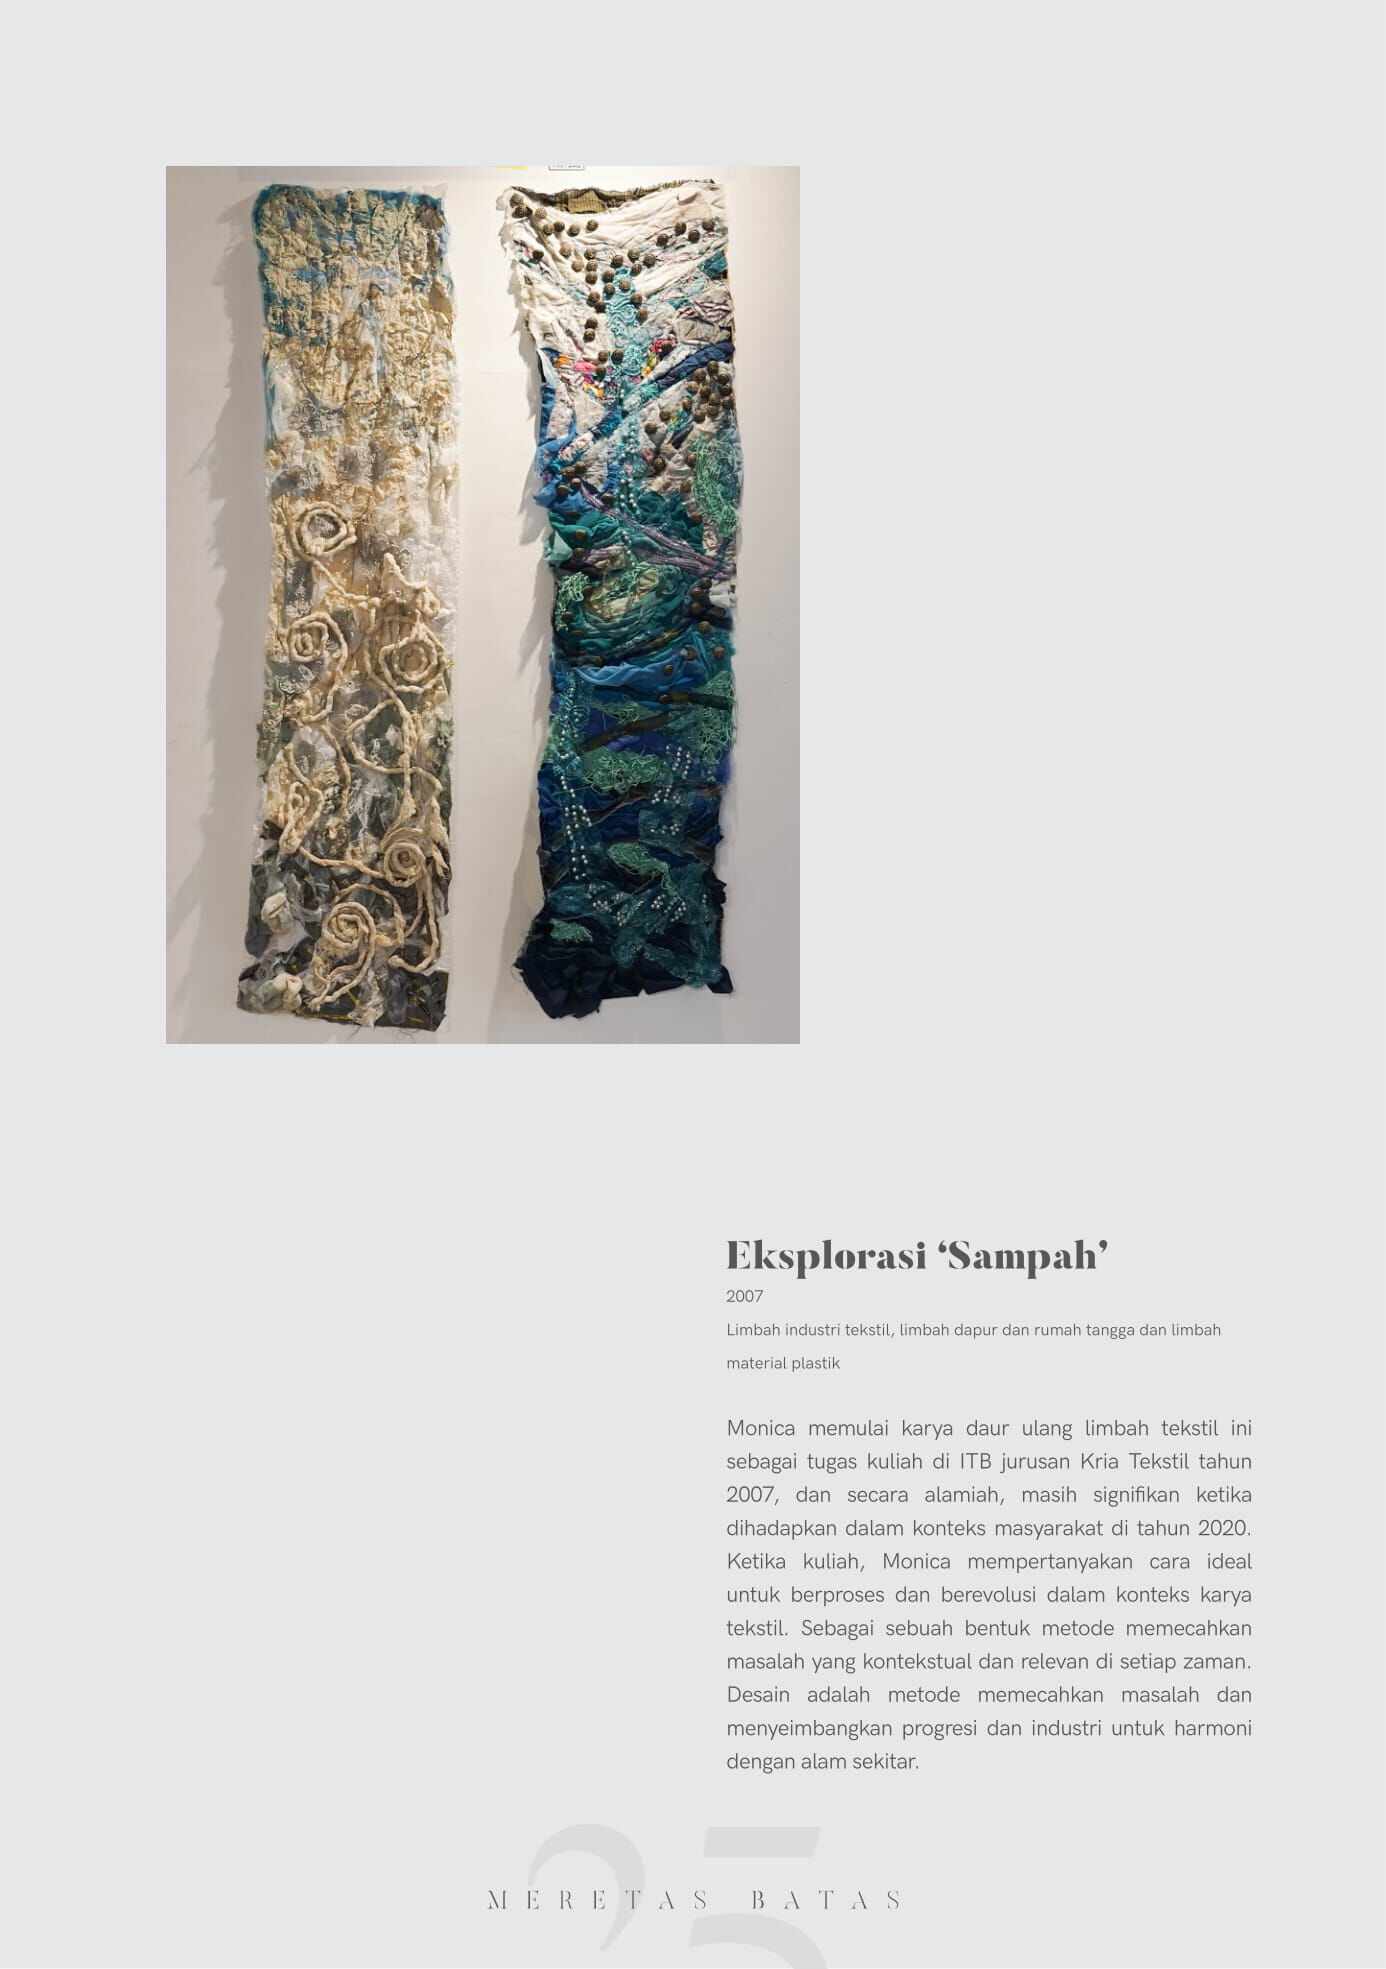 Eksplorasi ‘Sampah’
2007
Limbah industri tekstil, limbah dapur dan rumah tangga dan limbah
material plastik
Monica memulai karya daur ulang limbah tekstil ini
sebagai tugas kuliah di ITB jurusan Kria Tekstil tahun
2007, dan secara alamiah, masih signifikan ketika
dihadapkan dalam konteks masyarakat di tahun 2020.
Ketika kuliah, Monica mempertanyakan cara ideal
untuk berproses dan berevolusi dalam konteks karya
tekstil. Sebagai sebuah bentuk metode memecahkan
masalah yang kontekstual dan relevan di setiap zaman.
Desain adalah metode memecahkan masalah dan
menyeimbangkan progresi dan industri untuk harmoni
dengan alam sekitar.
25
MERETAS BATAS